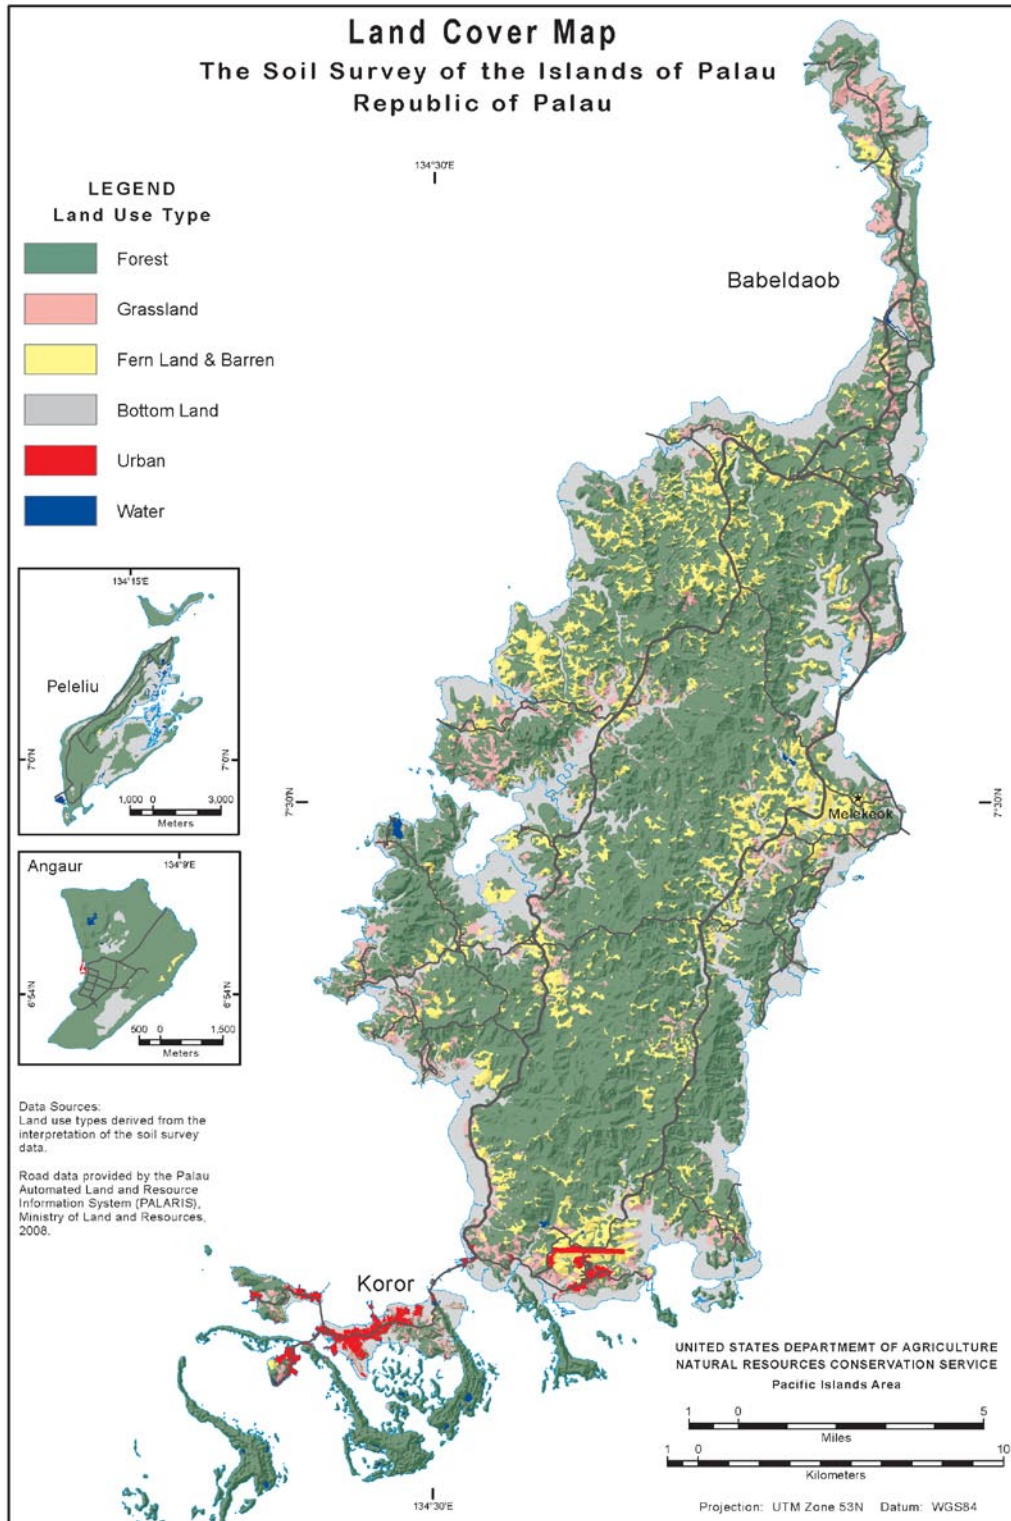 Land Cover Map
The Soil Survey of the Islands of Palau
Republic of Palau
134°30'E
LEGEND
Land Use Type
Forest
Grassland
Fern Land & Barren
Bottom Land
Urban
Water
Babeldaob
134°15'E
Peleliu
7°0'N
7°0'N
1,000 0 3,000
Meters
7°30'N
7°30'N
Melekeok
Angaur
134°9'E
6°54'N
6°54'N
500 0 1,500
Meters
Data Sources:
Land use types derived from the
interpretation of the soil survey
data.
Road data provided by the Palau
Automated Land and Resource
Information System (PALARIS),
Ministry of Land and Resources,
2008.
Koror
UNITED STATES DEPARTMEMT OF AGRICULTURE
NATURAL RESOURCES CONSERVATION SERVICE
Pacific Islands Area
1 0 5
Miles
1 0 10
Kilometers
134°30'E
Projection: UTM Zone 53N Datum: WGS84